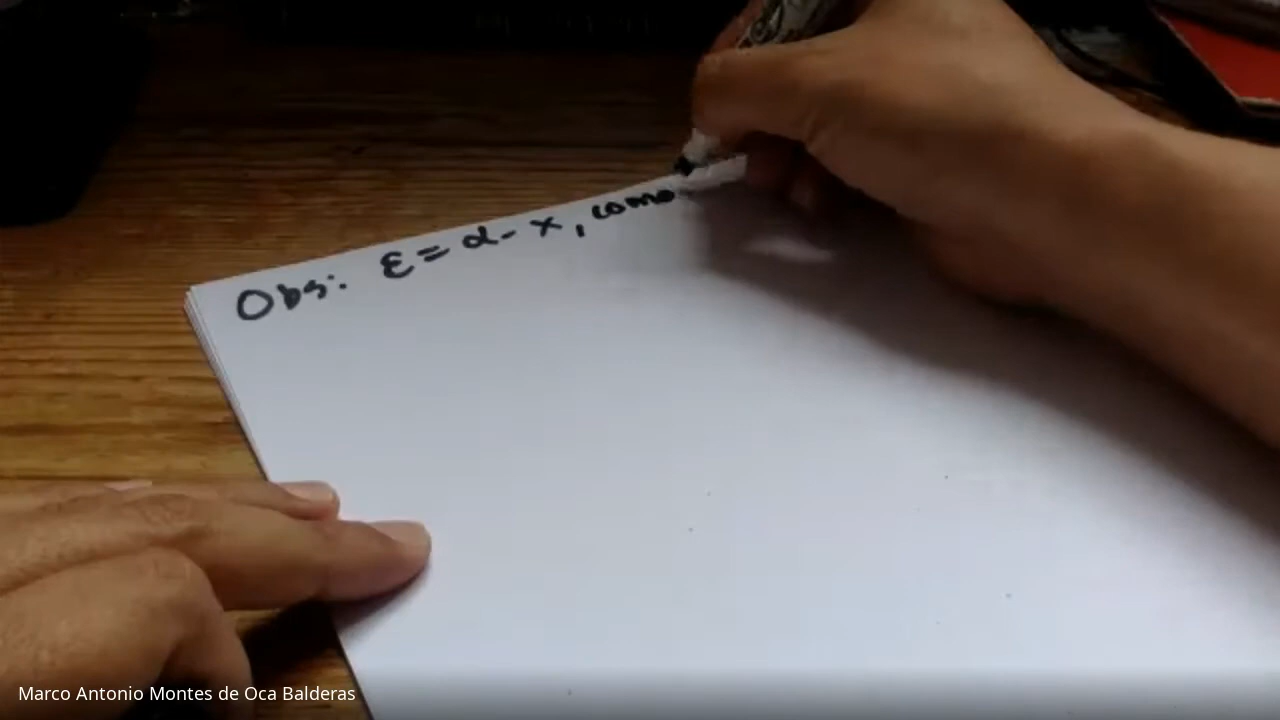 Obs: ε = α - x, como
Marco Antonio Montes de Oca Balderas